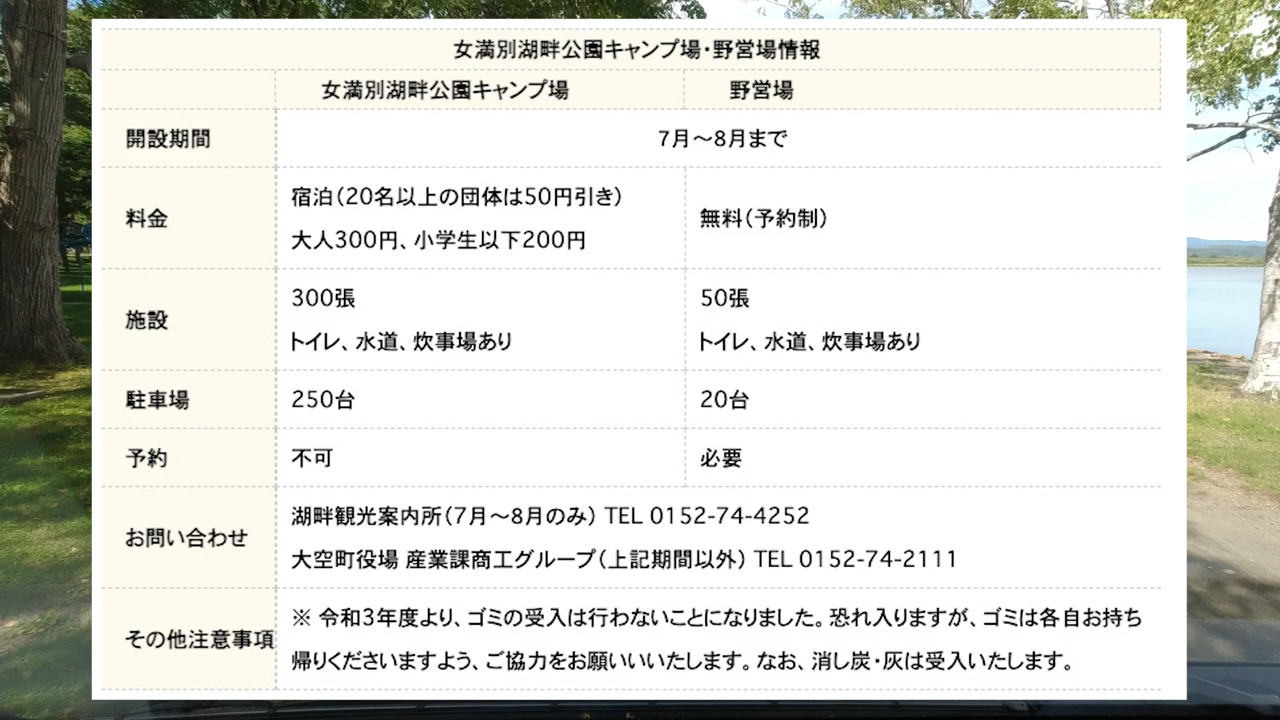 女満別湖畔公園キャンプ場・野営場情報
女満別湖畔公園キャンプ場 野営場
開設期間 7月～8月まで
料金 宿泊（20名以上の団体は50円引き）
大人300円、小学生以下200円 無料（予約制）
施設 300張 50張
トイレ、水道、炊事場あり トイレ、水道、炊事場あり
駐車場 250台 20台
予約 不可 必要
お問い合わせ 湖畔観光案内所（7月～8月のみ） TEL 0152-74-4252
大空町役場 産業課商工グループ（上記期間以外） TEL 0152-74-2111
その他注意事項 ※ 令和3年度より、ゴミの受入は行わないことになりました。恐れ入りますが、ゴミは各自お持ち
帰りくださいますよう、ご協力をお願いいいたします。なお、消し炭・灰は受入いたします。